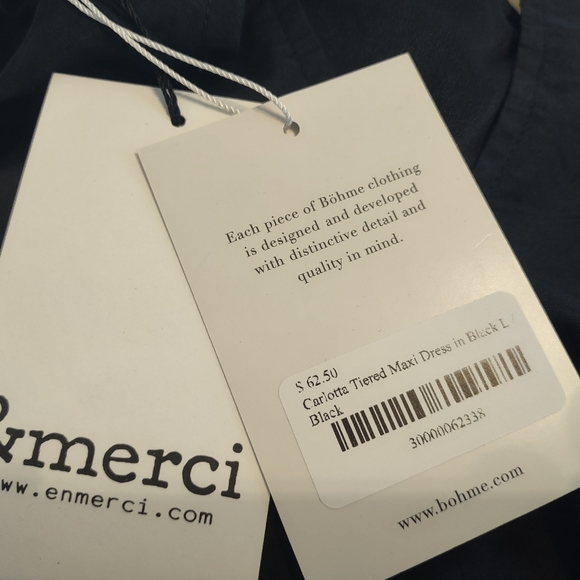 Each piece of Böhme clothing
is designed and developed
with distinctive detail and
quality in mind.
$ 62.50
Carlotta Tiered Maxi Dress in Black L /
Black
30000062338
www.bohme.com
&merci
ww.enmerci.com